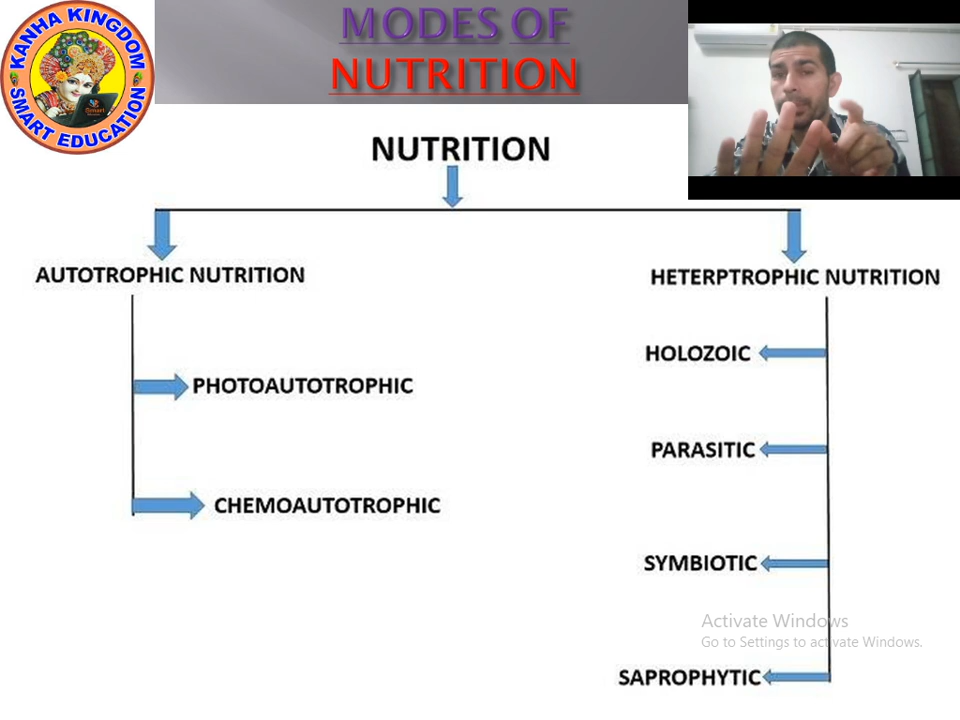 KANHA KINGDOM
SMART EDUCATION
MODES OF
NUTRITION
NUTRITION
AUTOTROPHIC NUTRITION
HETERPTROPHIC NUTRITION
HOLOZOIC
PHOTOAUTOTROPHIC
PARASITIC
CHEMOAUTOTROPHIC
SYMBIOTIC
Activate Windows
Go to Settings to activate Windows.
SAPROPHYTIC